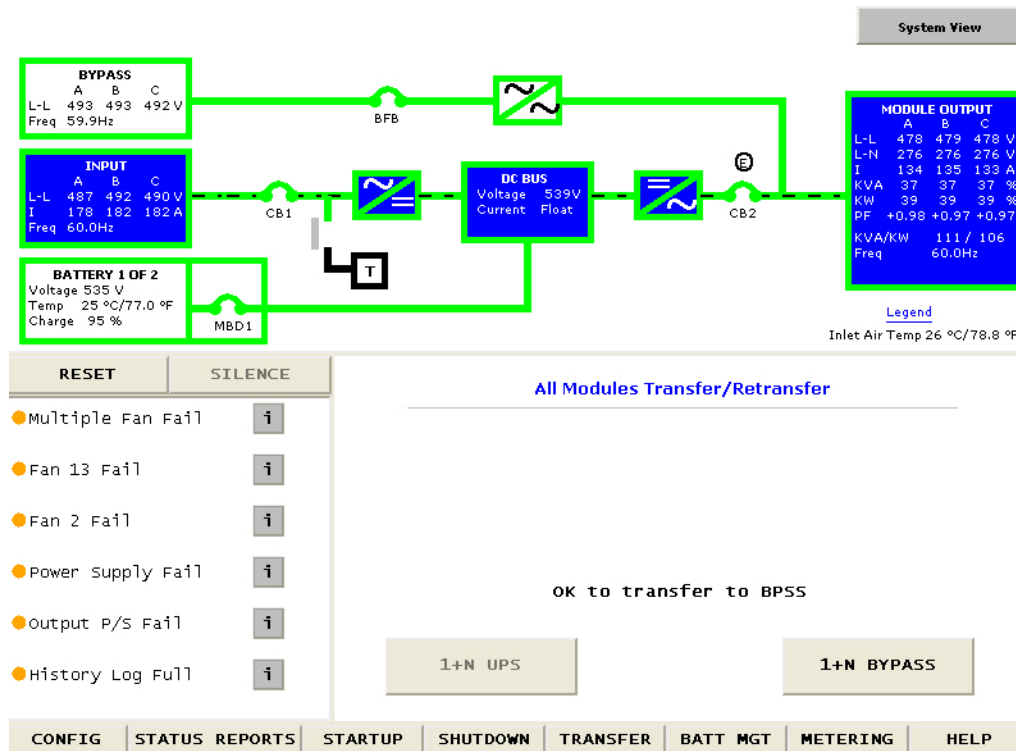 System View
BYPASS
A B C
L-L 493 493 492 V
Freq 59.9Hz
BFB
INPUT
A B C
L-L 487 492 490 V
I 178 182 182 A
Freq 60.0Hz
CB1
T
DC BUS
Voltage 539V
Current Float
E
CB2
MODULE OUTPUT
A B C
L-L 478 479 478 V
L-N 276 276 276 V
I 134 135 133 A
KVA 37 37 37 %
KW 39 39 39 %
PF +0.98 +0.97 +0.97
KVA/KW 111 / 106
Freq 60.0Hz
BATTERY 1 OF 2
Voltage 535 V
Temp 25 ºC/77.0 ºF
Charge 95 %
MBD1
Legend
Inlet Air Temp 26 ºC/78.8 ºF
RESET SILENCE
Multiple Fan Fail i
Fan 13 Fail i
Fan 2 Fail i
Power Supply Fail i
Output P/S Fail i
History Log Full i
All Modules Transfer/Retransfer
OK to transfer to BPSS
1+N UPS 1+N BYPASS
CONFIG STATUS REPORTS STARTUP SHUTDOWN TRANSFER BATT MGT METERING HELP